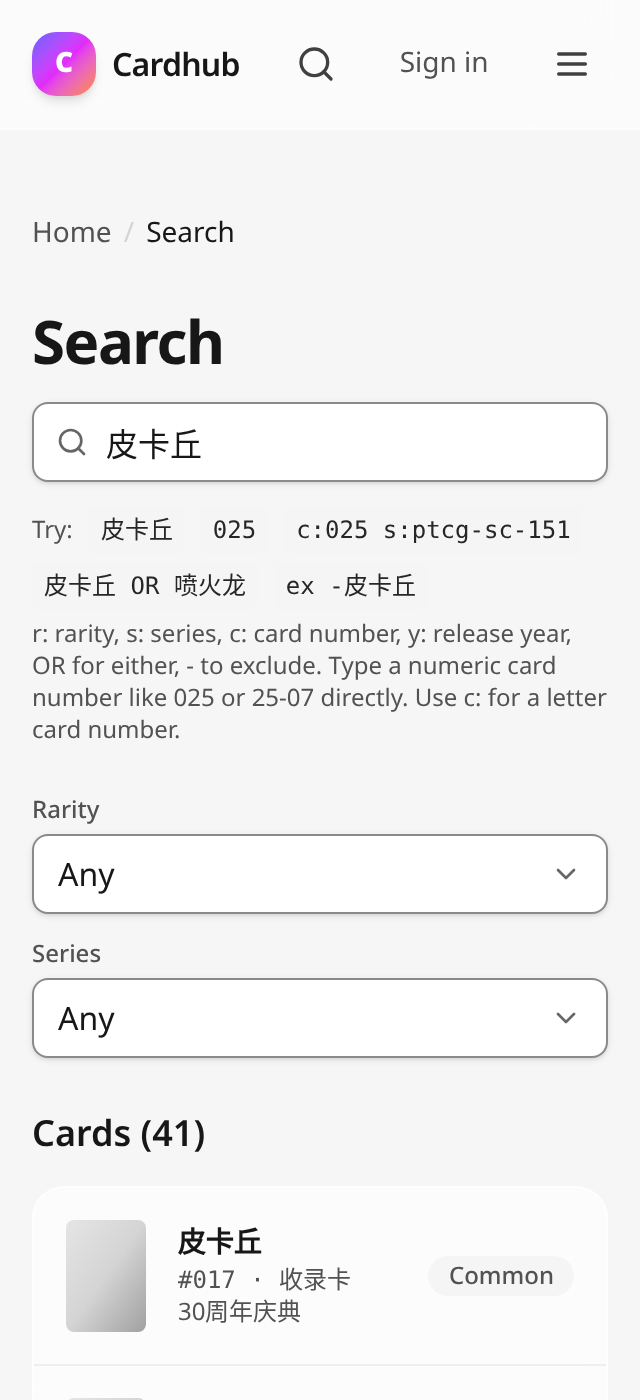 C Cardhub Sign in
Home / Search
Search
皮卡丘
Try: 皮卡丘 025 c:025 s:ptcg-sc-151
皮卡丘 OR 喷火龙 ex -皮卡丘
r: rarity, s: series, c: card number, y: release year,
OR for either, - to exclude. Type a numeric card
number like 025 or 25-07 directly. Use c: for a letter
card number.
Rarity
Any
Series
Any
Cards (41)
皮卡丘
#017 · 收录卡
30周年庆典
Common